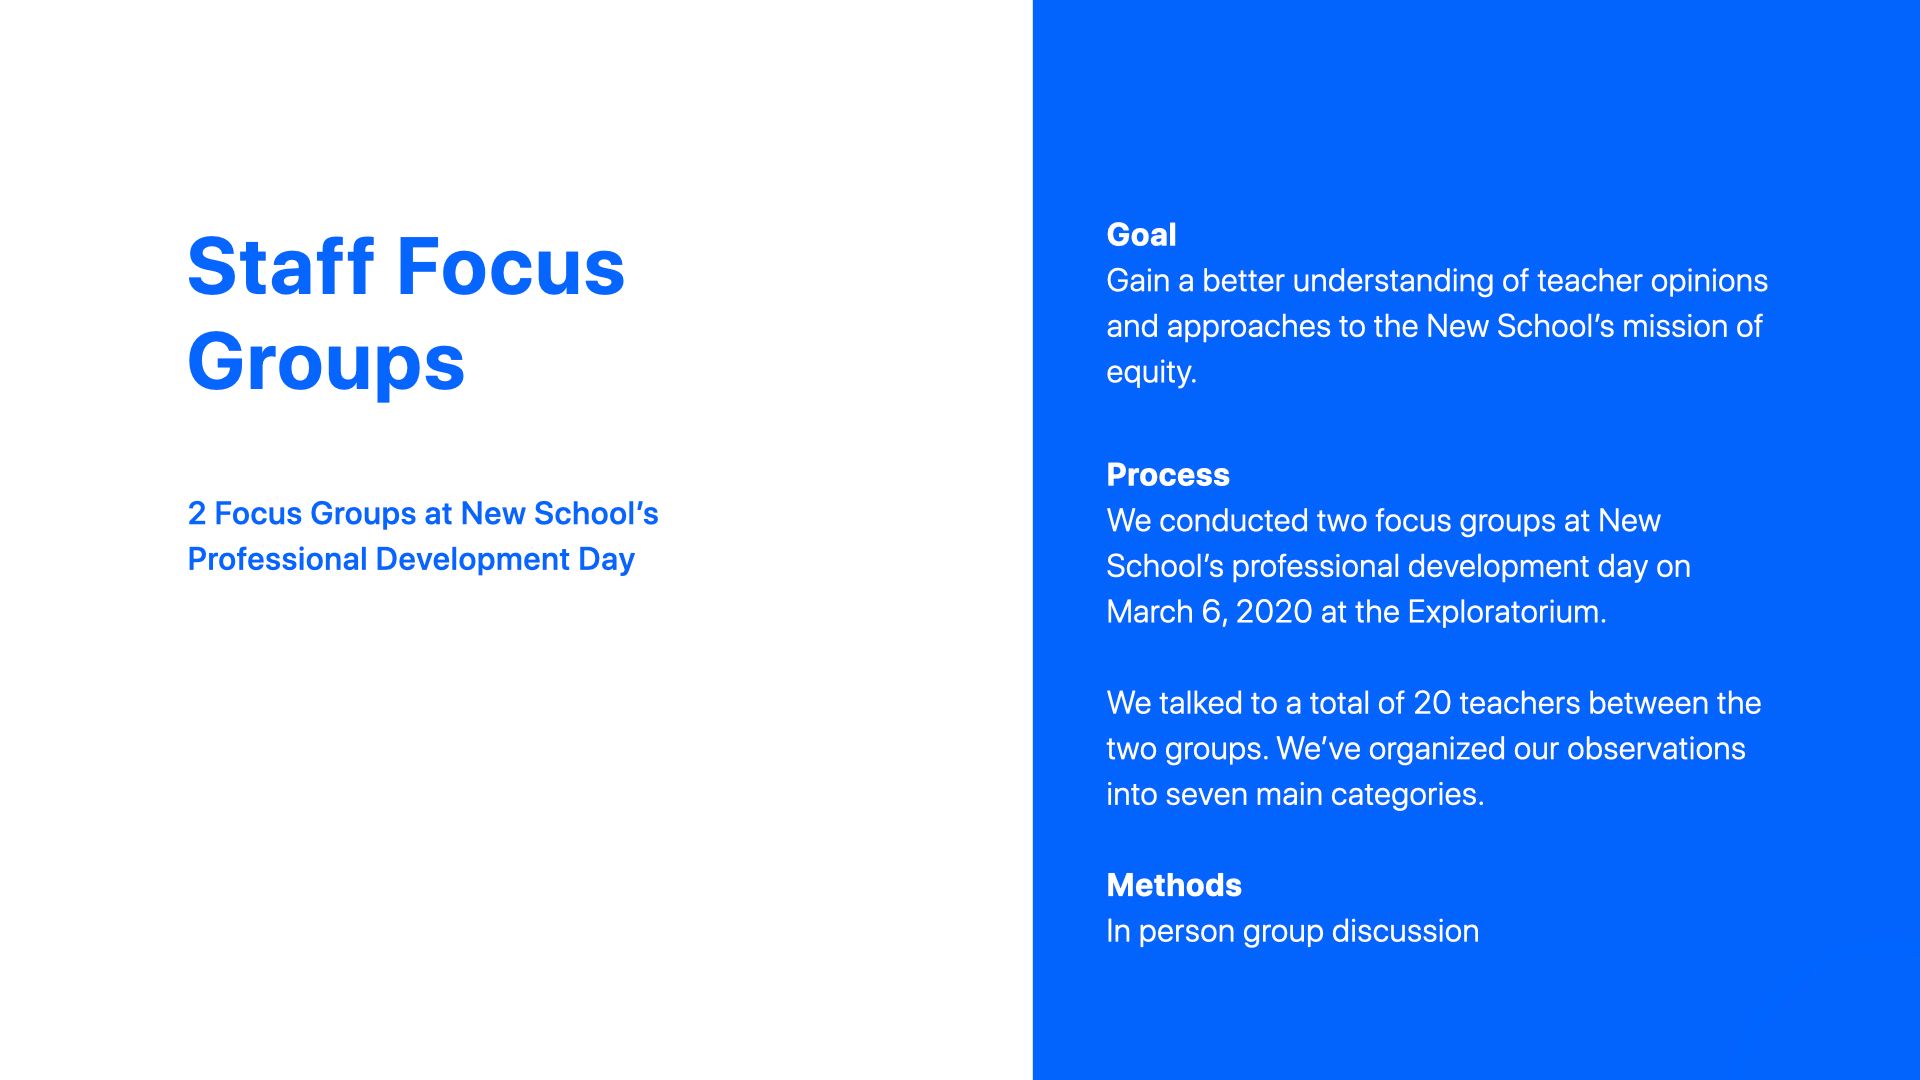 Staff Focus
Groups
2 Focus Groups at New School’s
Professional Development Day
Goal
Gain a better understanding of teacher opinions
and approaches to the New School’s mission of
equity.
Process
We conducted two focus groups at New
School’s professional development day on
March 6, 2020 at the Exploratorium.
We talked to a total of 20 teachers between the
two groups. We’ve organized our observations
into seven main categories.
Methods
In person group discussion